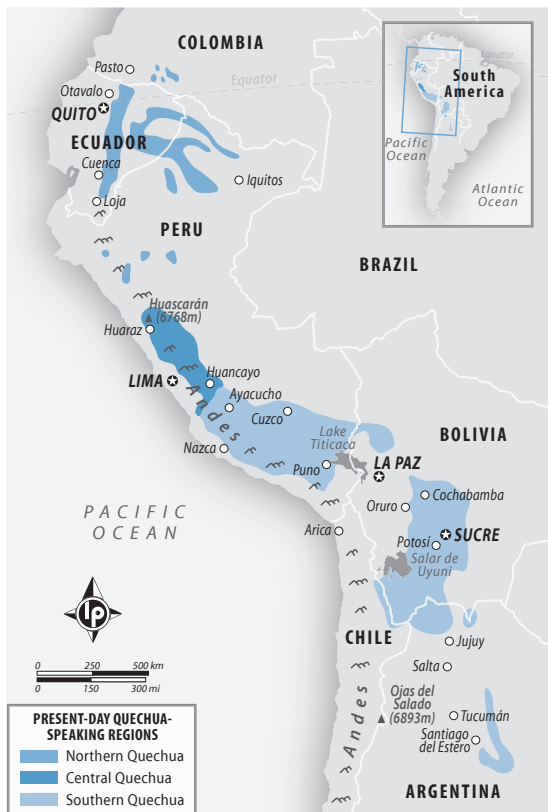 COLOMBIA
Pasto
Equator
Otavalo
QUITO
ECUADOR
Cuenca
Iquitos
Loja
PERU
BRAZIL
Huascarán
(6768m)
Huaraz
LIMA
Huancayo
Andes
Ayacucho
Cuzco
Nazca
Lake
Titicaca
Puno
LA PAZ
BOLIVIA
Cochabamba
Oruro
PACIFIC
OCEAN
Arica
SUCRE
Potosí
Salar de
Uyuni
CHILE
Jujuy
Salta
Andes
Ojas del
Salado
(6893m)
Tucumán
Santiago
del Estero
ARGENTINA
Equator
South
America
Pacific
Ocean
Atlantic
Ocean
lp
0 250 500 km
0 150 300 mi
PRESENT-DAY QUECHUA-
SPEAKING REGIONS
Northern Quechua
Central Quechua
Southern Quechua